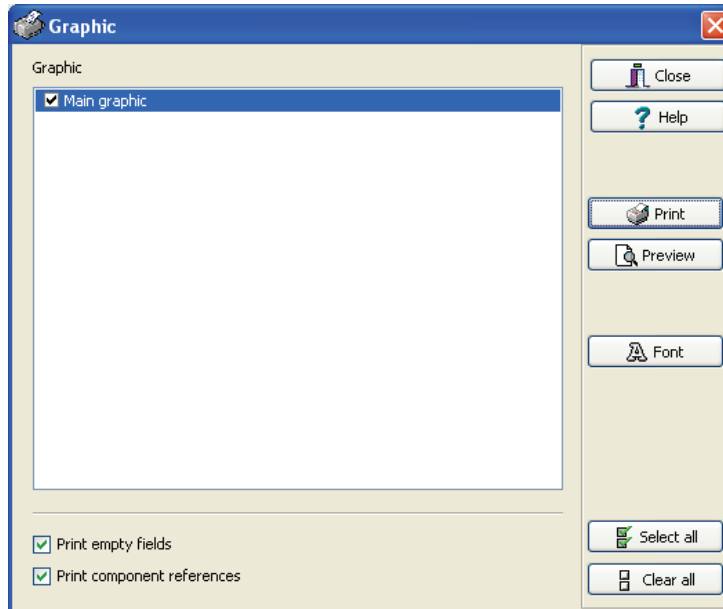 Graphic
Graphic
Main graphic
Close
Help
Print
Preview
Font
Print empty fields
Print component references
Select all
Clear all